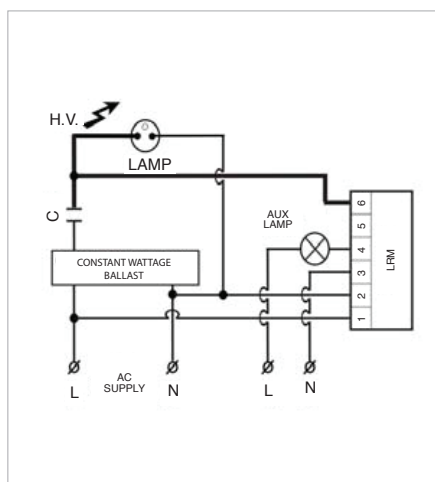 H.V.
LAMP
C
AUX
LAMP
CONSTANT WATTAGE
BALLAST
6
5
4
3
2
1
LRM
AC
SUPPLY
L
N
L
N